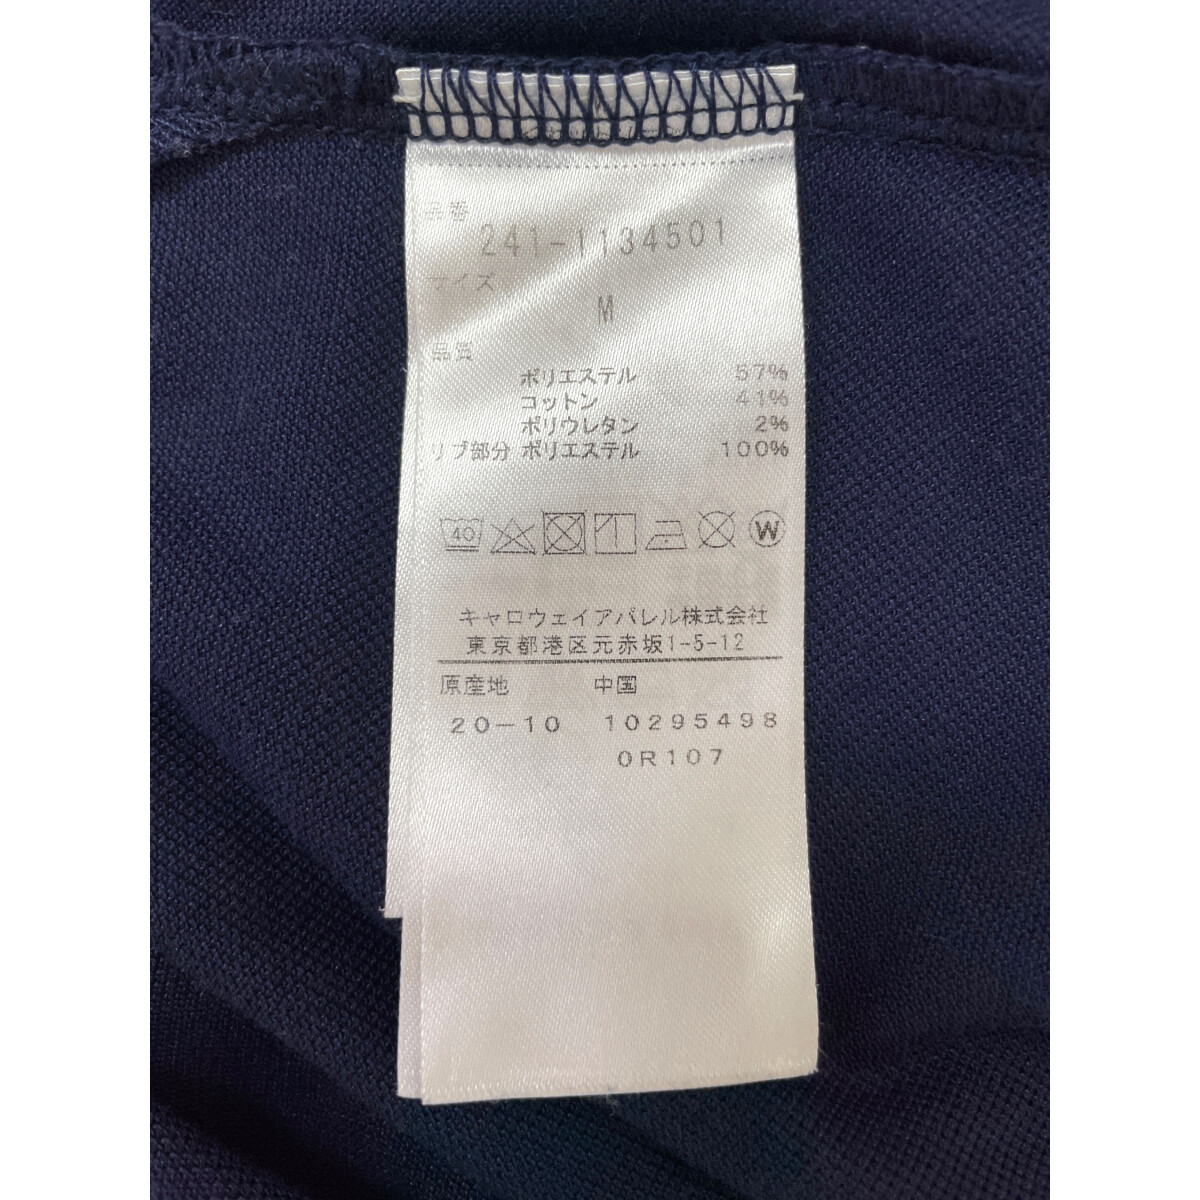 品番
241-1134501
マイズ
M
品質
ポリエステル 57%
コットン 41%
ポリウレタン 2%
リブ部分 ポリエステル 100%
40 W
キャロウェイアパレル株式会社
東京都港区元赤坂1-5-12
原産地 中国
20-10 10295498
0R107